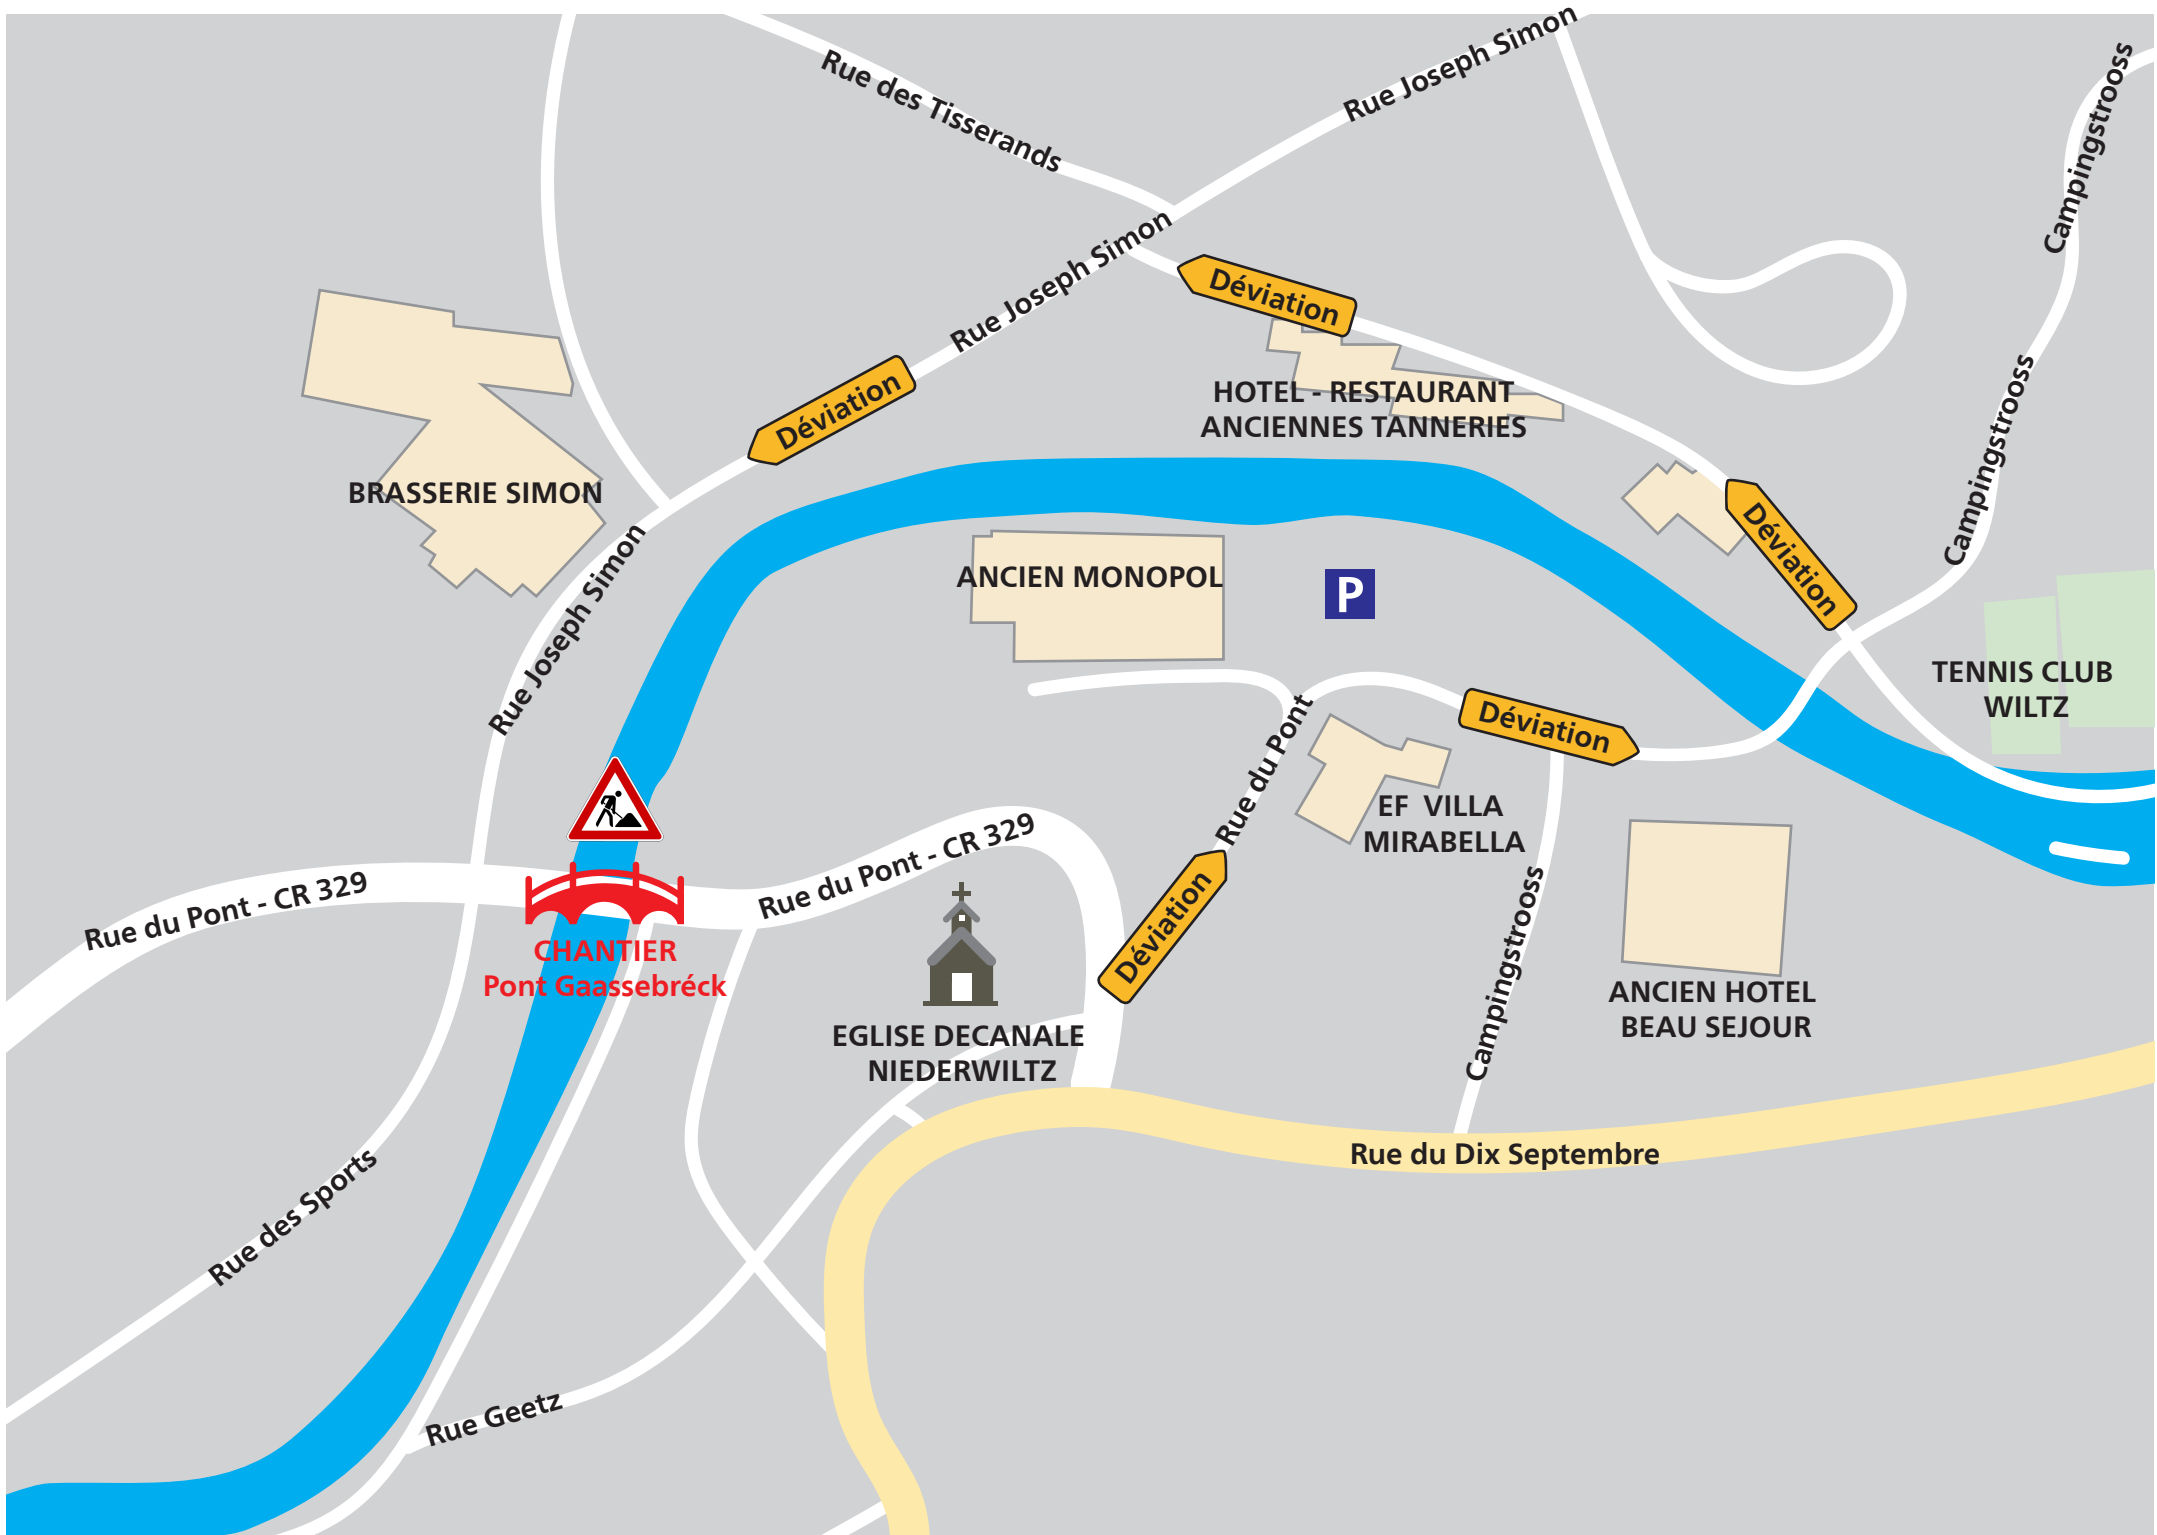 Rue Joseph Simon
Rue des Tisserands
Rue Joseph Simon
Campingstrooss
Déviation
Déviation
HOTEL - RESTAURANT
ANCIENNES TANNERIES
BRASSERIE SIMON
Campingstrooss
Déviation
Rue Joseph Simon
ANCIEN MONOPOL
P
TENNIS CLUB
WILTZ
Déviation
Rue du Pont
EF VILLA
MIRABELLA
Rue du Pont - CR 329
Rue du Pont - CR 329
Déviation
CHANTIER
Pont Gaassebréck
Campingstrooss
ANCIEN HOTEL
BEAU SEJOUR
EGLISE DECANALE
NIEDERWILTZ
Rue du Dix Septembre
Rue des Sports
Rue Geetz